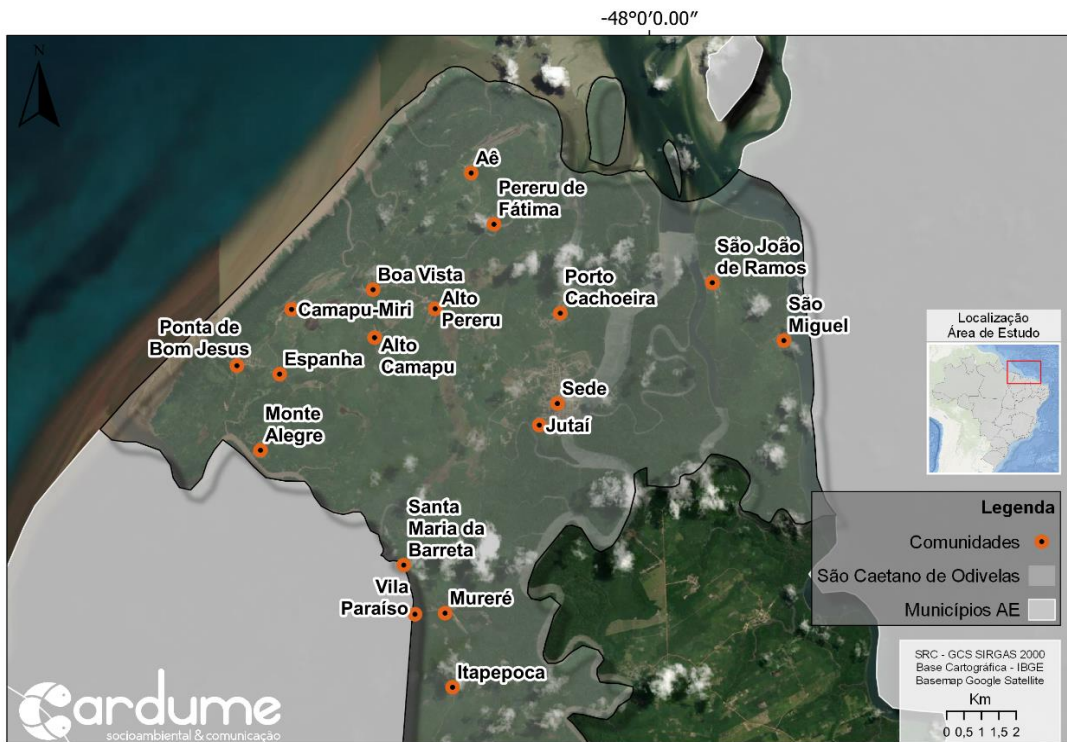 -48°0'0.00"
N
Aê
Pereru de
Fátima
São João
de Ramos
Boa Vista
Porto
Cachoeira
Camapu-Miri
Alto
Pereru
São
Miguel
Ponta de
Bom Jesus
Alto
Camapu
Espanha
Sede
Jutaí
Monte
Alegre
Santa
Maria da
Barreta
Vila
Paraíso
Mureré
Itapepoca
Localização
Área de Estudo
Legenda
Comunidades
São Caetano de Odivelas
Municípios AE
SRC - GCS SIRGAS 2000
Base Cartográfica - IBGE
Basemap Google Satellite
Km
0 0,5 1 1,5 2
Cardume
socioambiental & comunicação